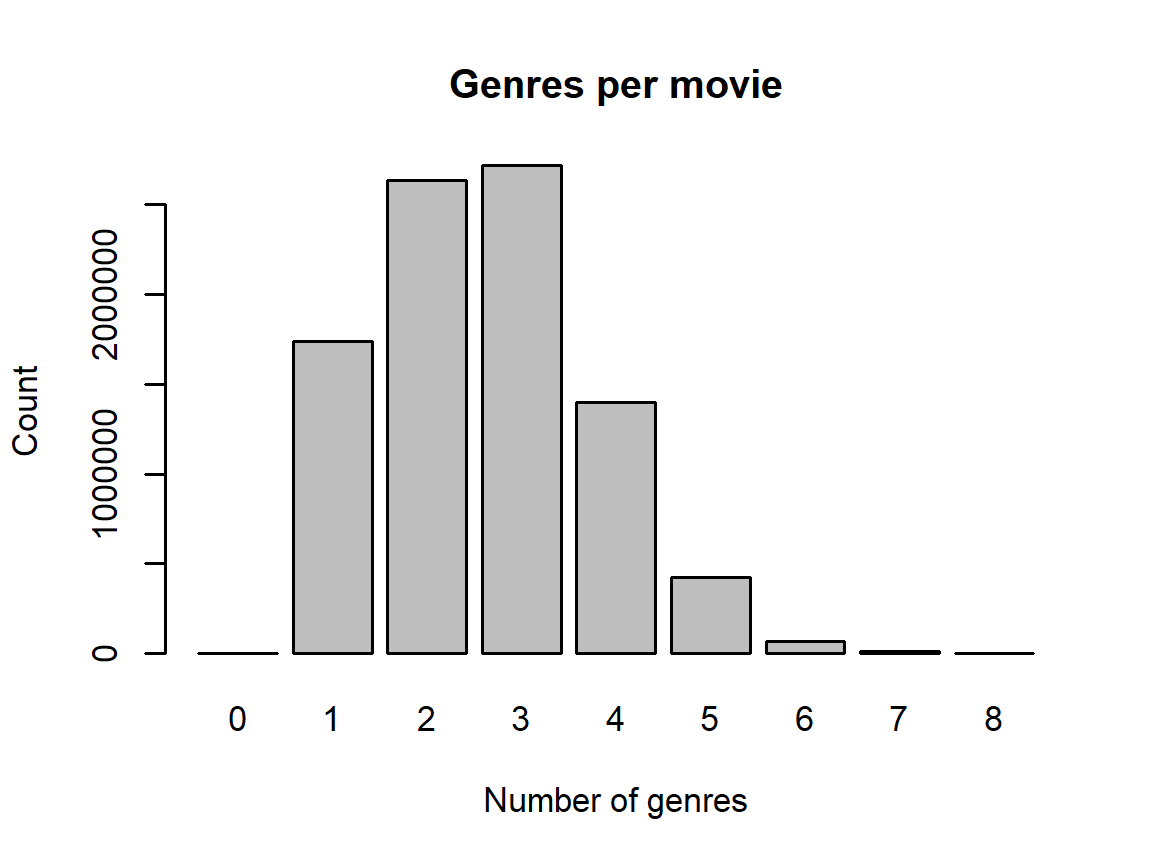 Genres per movie
Count
2000000
1000000
0
0 1 2 3 4 5 6 7 8
Number of genres